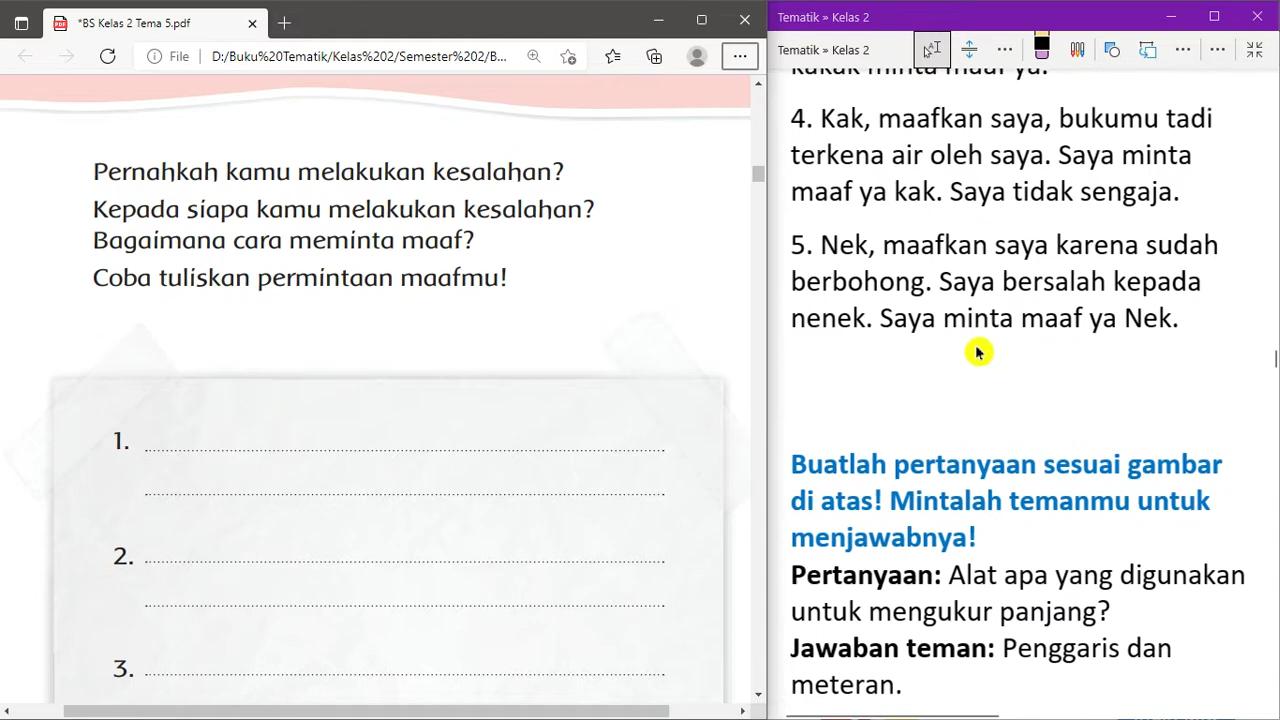 *BS Kelas 2 Tema 5.pdf
File
D:/Buku%20Tematik/Kelas%202/Semester%202/B...
Pernahkah kamu melakukan kesalahan?
Kepada siapa kamu melakukan kesalahan?
Bagaimana cara meminta maaf?
Coba tuliskan permintaan maafmu!
1.
2.
3.
Tematik » Kelas 2
Tematik » Kelas 2
kakak minta maaf ya.
4. Kak, maafkan saya, bukumu tadi
terkena air oleh saya. Saya minta
maaf ya kak. Saya tidak sengaja.
5. Nek, maafkan saya karena sudah
berbohong. Saya bersalah kepada
nenek. Saya minta maaf ya Nek.
Buatlah pertanyaan sesuai gambar
di atas! Mintalah temanmu untuk
menjawabnya!
Pertanyaan: Alat apa yang digunakan
untuk mengukur panjang?
Jawaban teman: Penggaris dan
meteran.